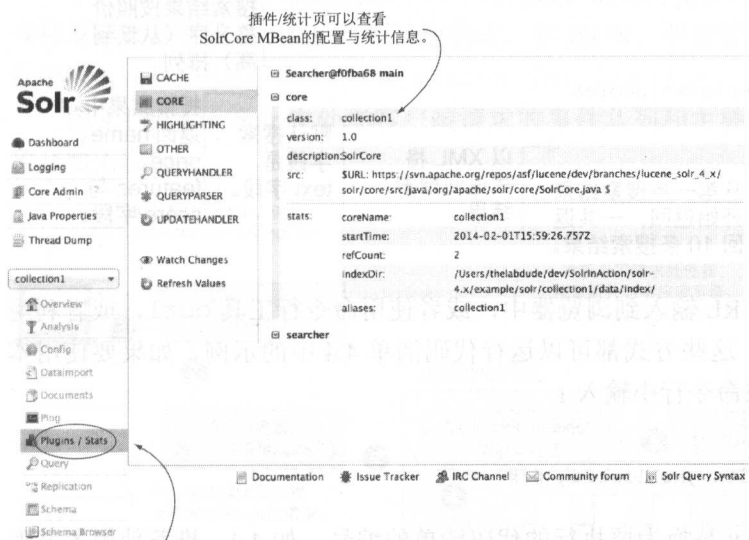 插件/统计页可以查看
SolrCore MBean的配置与统计信息。
Apache
Solr
Dashboard
Logging
Core Admin
Java Properties
Thread Dump
collection1
Overview
Analysis
Config
Dataimport
Documents
Ping
Plugins / Stats
Query
Replication
Schema
Schema Browser
CACHE
CORE
HIGHLIGHTING
OTHER
QUERYHANDLER
QUERYPARSER
UPDATEHANDLER
Watch Changes
Refresh Values
Searcher@f0fba68 main
core
class: collection1
version: 1.0
description:SolrCore
src: $URL: https://svn.apache.org/repos/asf/lucene/dev/branches/lucene_solr_4_x/
solr/core/src/java/org/apache/solr/core/SolrCore.java $
stats: coreName: collection1
startTime: 2014-02-01T15:59:26.757Z
refCount: 2
indexDir: /Users/thelabdude/dev/SolrInAction/solr-
4.x/example/solr/collection1/data/index/
aliases: collection1
searcher
Documentation Issue Tracker IRC Channel Community forum Solr Query Syntax